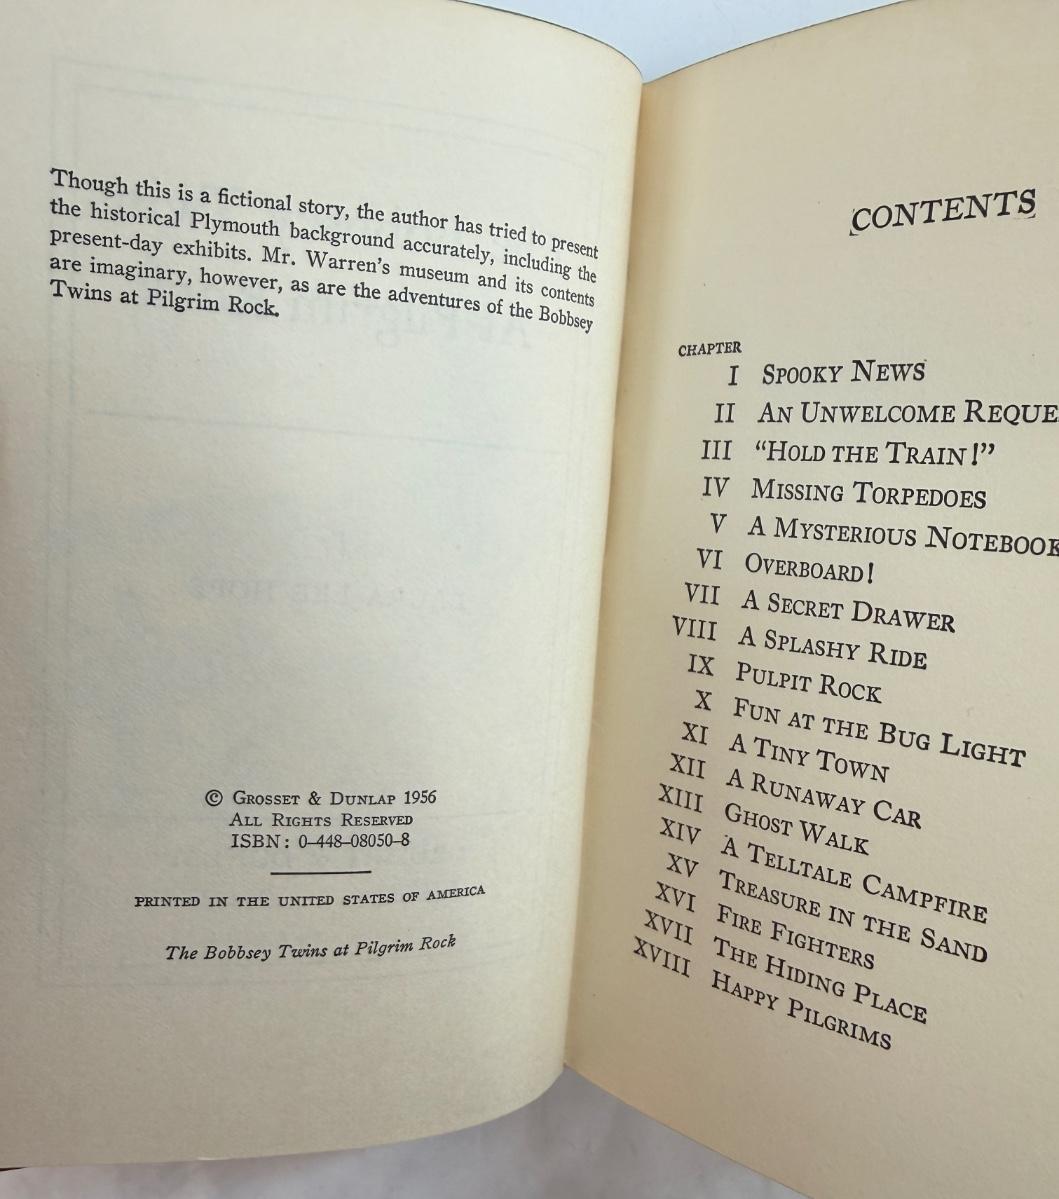 Though this is a fictional story, the author has tried to present
the historical Plymouth background accurately, including the
present-day exhibits. Mr. Warren's museum and its contents
are imaginary, however, as are the adventures of the Bobbsey
Twins at Pilgrim Rock.
© GROSSET & DUNLAP 1956
ALL RIGHTS RESERVED
ISBN: 0–448–08050–8
PRINTED IN THE UNITED STATES OF AMERICA
The Bobbsey Twins at Pilgrim Rock
CONTENTS
CHAPTER
I SPOOKY NEWS
II AN UNWELCOME REQUE
III “HOLD THE TRAIN!”
IV MISSING TORPEDOES
V A MYSTERIOUS NOTEBOOK
VI OVERBOARD!
VII A SECRET DRAWER
VIII A SPLASHY RIDE
IX PULPIT ROCK
X FUN AT THE BUG LIGHT
XI A TINY TOWN
XII A RUNAWAY CAR
XIII GHOST WALK
XIV A TELLTALE CAMPFIRE
XV TREASURE IN THE SAND
XVI FIRE FIGHTERS
XVII THE HIDING PLACE
XVIII HAPPY PILGRIMS